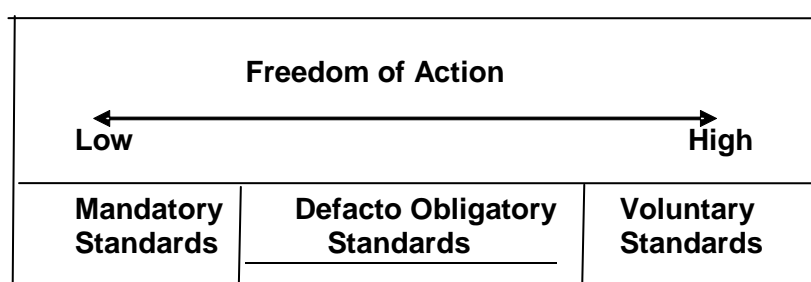 Freedom of Action
Low High
Mandatory Defacto Obligatory Voluntary
Standards Standards Standards